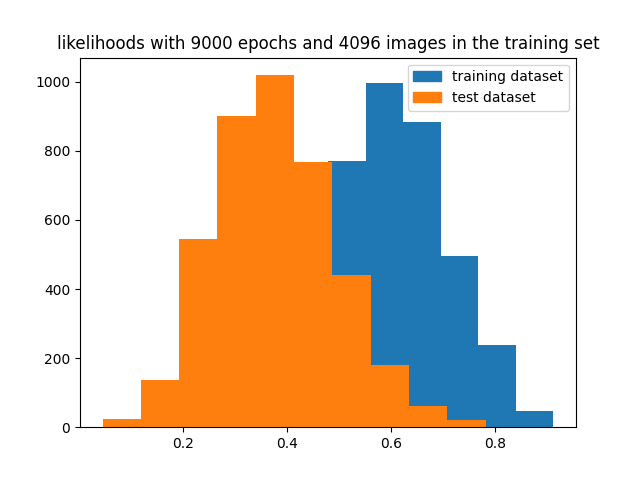 likelihoods with 9000 epochs and 4096 images in the training set
training dataset
test dataset
1000
800
600
400
200
0
0.2 0.4 0.6 0.8